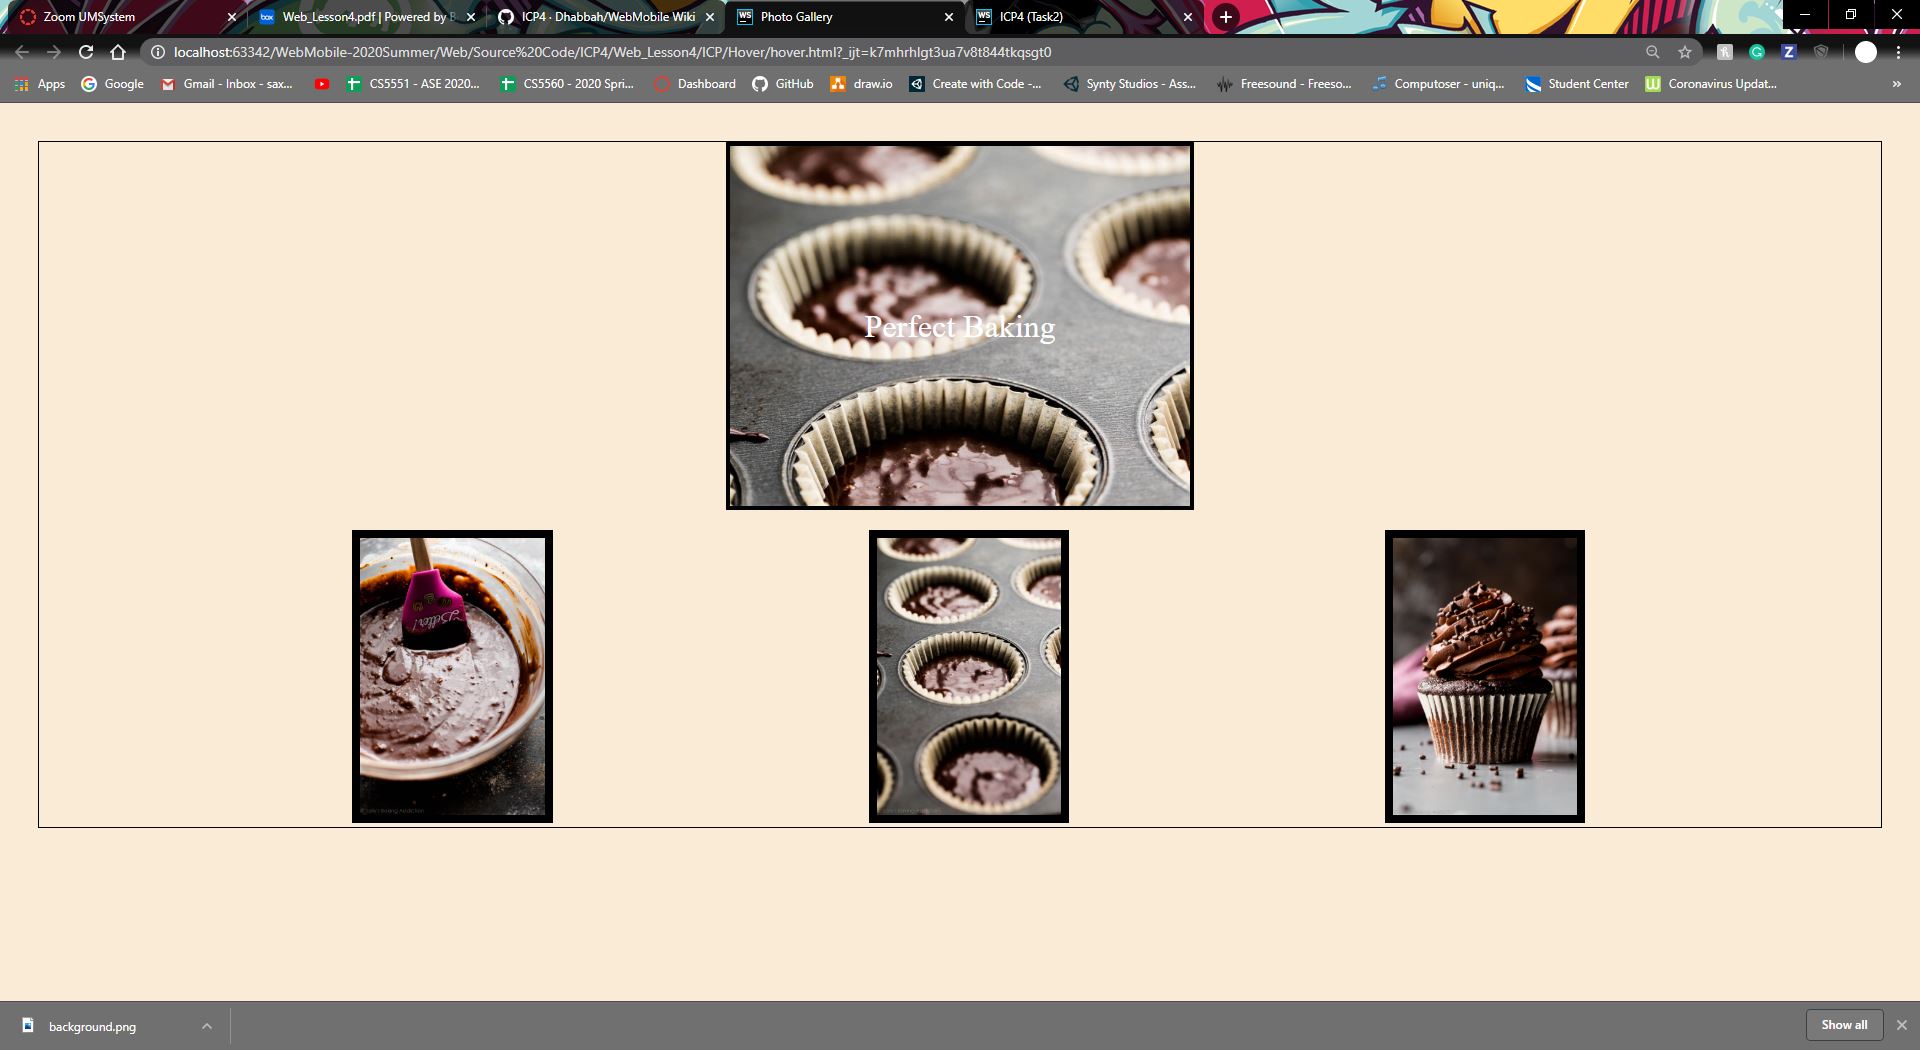 Zoom UMSystem
Web_Lesson4.pdf | Powered by B
ICP4 · Dhabbah/WebMobile Wiki
Photo Gallery
ICP4 (Task2)
localhost:63342/WebMobile-2020Summer/Web/Source%20Code/ICP4/Web_Lesson4/ICP/Hover/hover.html?_ijt=k7mhrhlgt3ua7v8t844tkqsgt0
Apps
Google
Gmail - Inbox - sax...
CS5551 - ASE 2020...
CS5560 - 2020 Spri...
Dashboard
GitHub
draw.io
Create with Code -...
Synty Studios - Ass...
Freesound - Freeso...
Computoser - uniq...
Student Center
Coronavirus Updat...
Perfect Baking
Better!
background.png
Show all